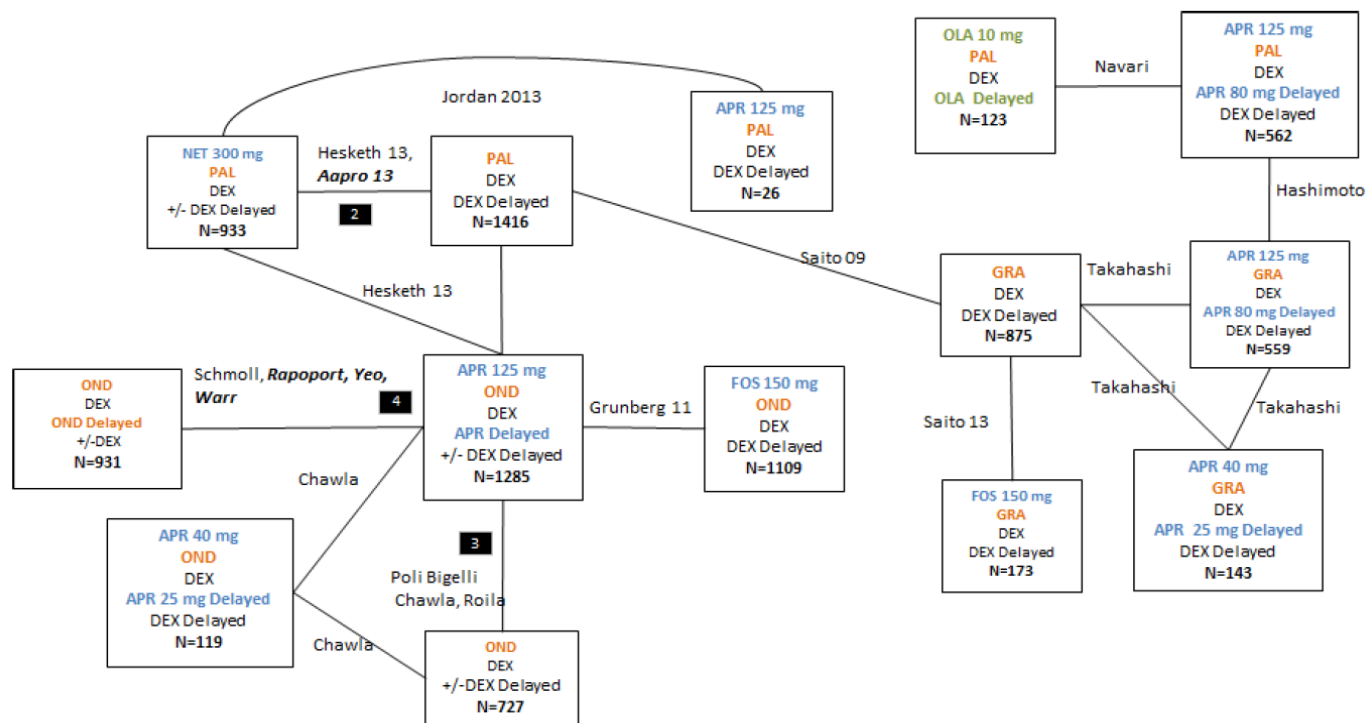 OLA 10 mg
PAL
DEX
OLA Delayed
N=123
Navari
APR 125 mg
PAL
DEX
APR 80 mg Delayed
DEX Delayed
N=562
Jordan 2013
APR 125 mg
PAL
DEX
DEX Delayed
N=26
NET 300 mg
PAL
DEX
+/- DEX Delayed
N=933
Hesketh 13,
Aapro 13
2
PAL
DEX
DEX Delayed
N=1416
Hashimoto
Saito 09
Hesketh 13
GRA
DEX
DEX Delayed
N=875
Takahashi
APR 125 mg
GRA
DEX
APR 80 mg Delayed
DEX Delayed
N=559
OND
DEX
OND Delayed
+/-DEX
N=931
Schmoll, Rapoport, Yeo,
Warr
4
APR 125 mg
OND
DEX
APR Delayed
+/- DEX Delayed
N=1285
Grunberg 11
FOS 150 mg
OND
DEX
DEX Delayed
N=1109
Takahashi
Takahashi
Saito 13
Chawla
APR 40 mg
OND
DEX
APR 25 mg Delayed
DEX Delayed
N=119
3
Poli Bigelli
Chawla, Roila
FOS 150 mg
GRA
DEX
DEX Delayed
N=173
APR 40 mg
GRA
DEX
APR 25 mg Delayed
DEX Delayed
N=143
Chawla
OND
DEX
+/-DEX Delayed
N=727